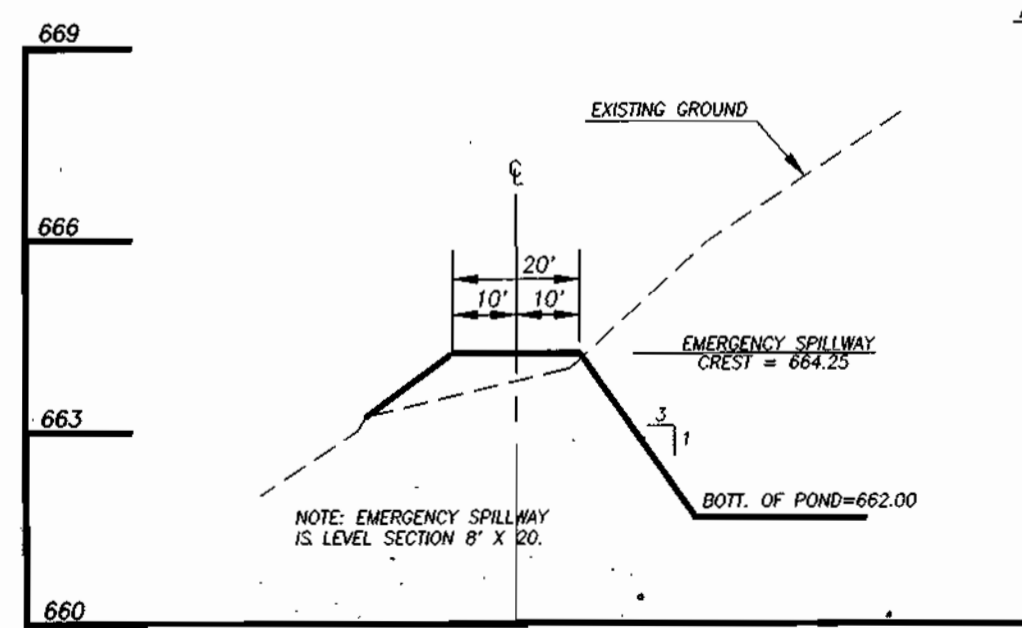 669
EXISTING GROUND
℄
666
20'
10' 10'
EMERGENCY SPILLWAY
CREST = 664.25
663
3
1
BOTT. OF POND=662.00
NOTE: EMERGENCY SPILLWAY
IS LEVEL SECTION 8' X 20.
660